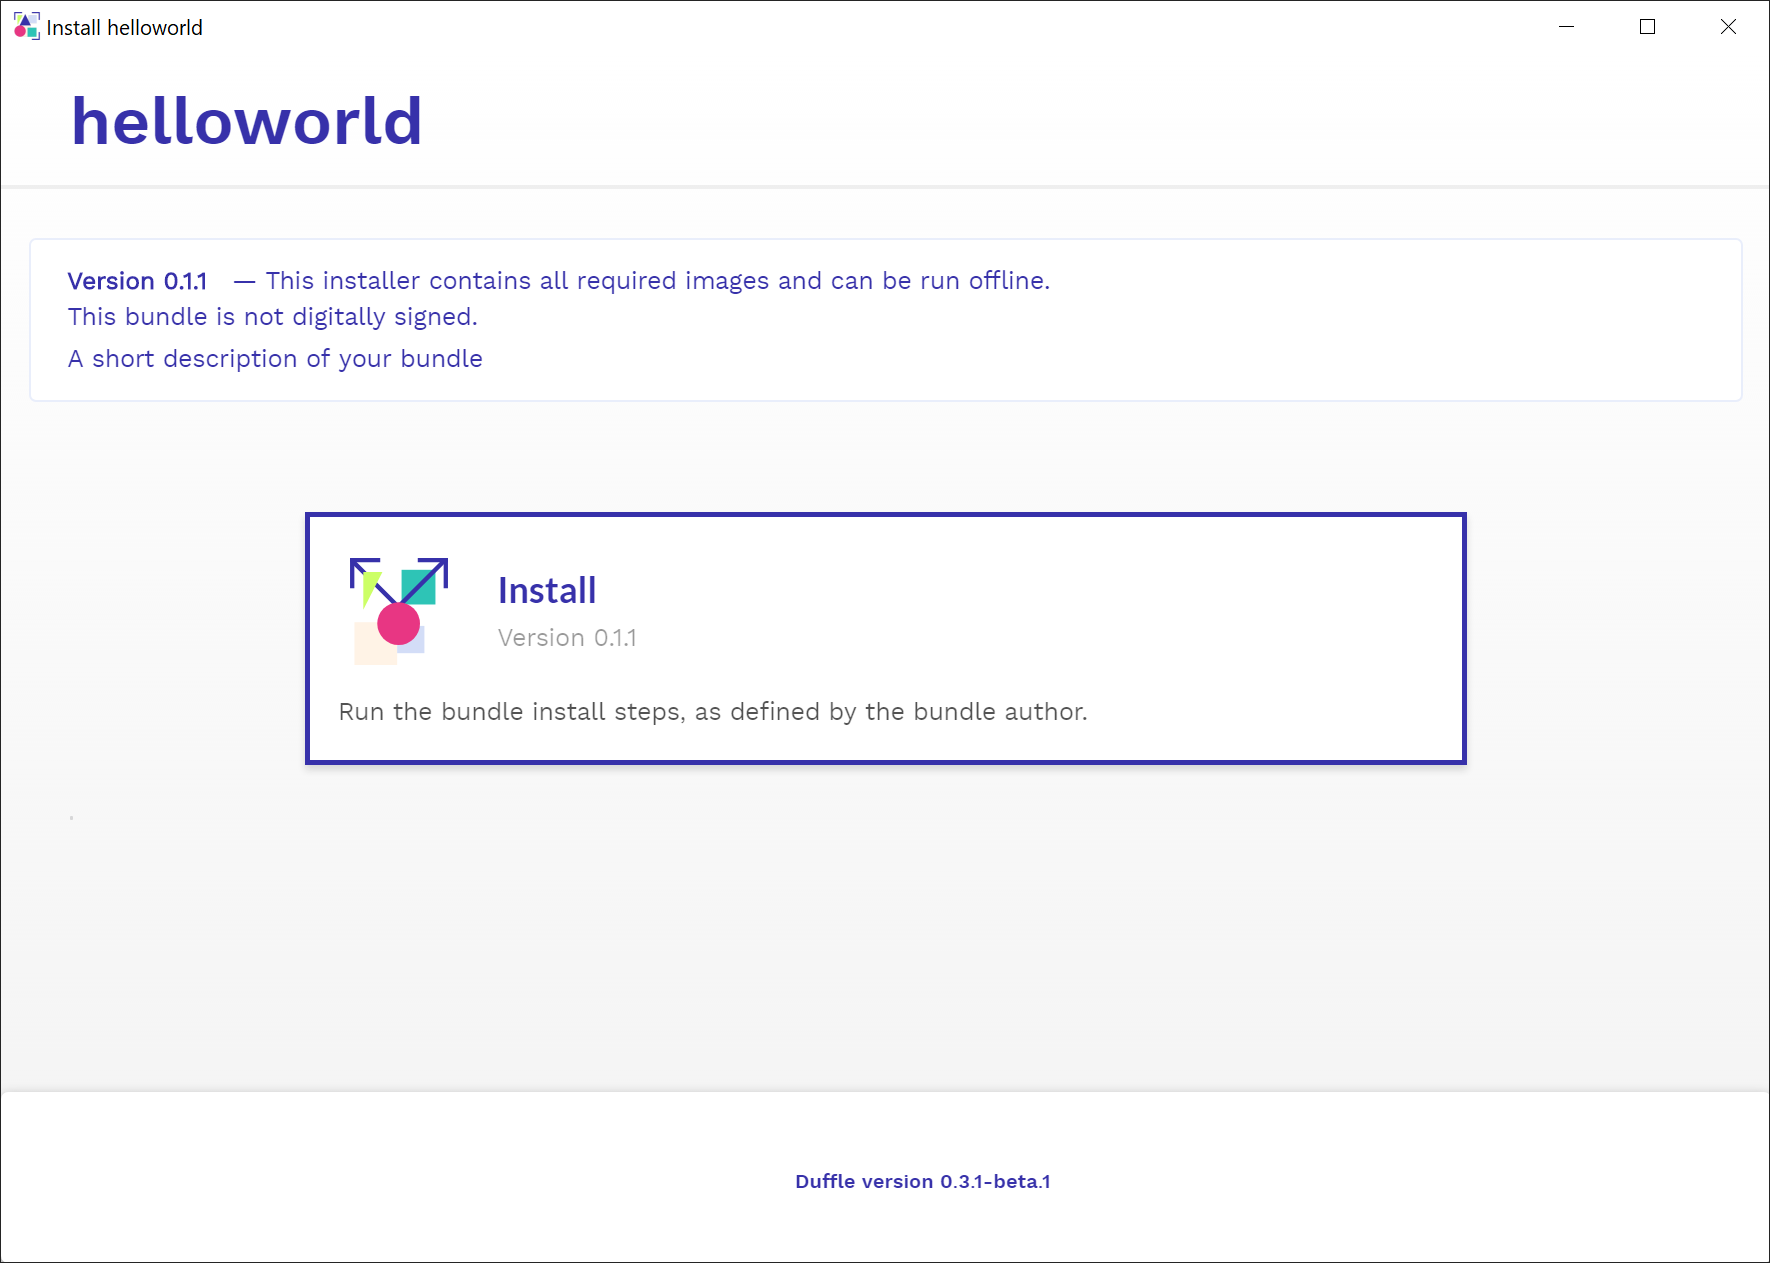 Install helloworld
helloworld
Version 0.1.1 — This installer contains all required images and can be run offline.
This bundle is not digitally signed.
A short description of your bundle
Install
Version 0.1.1
Run the bundle install steps, as defined by the bundle author.
Duffle version 0.3.1-beta.1